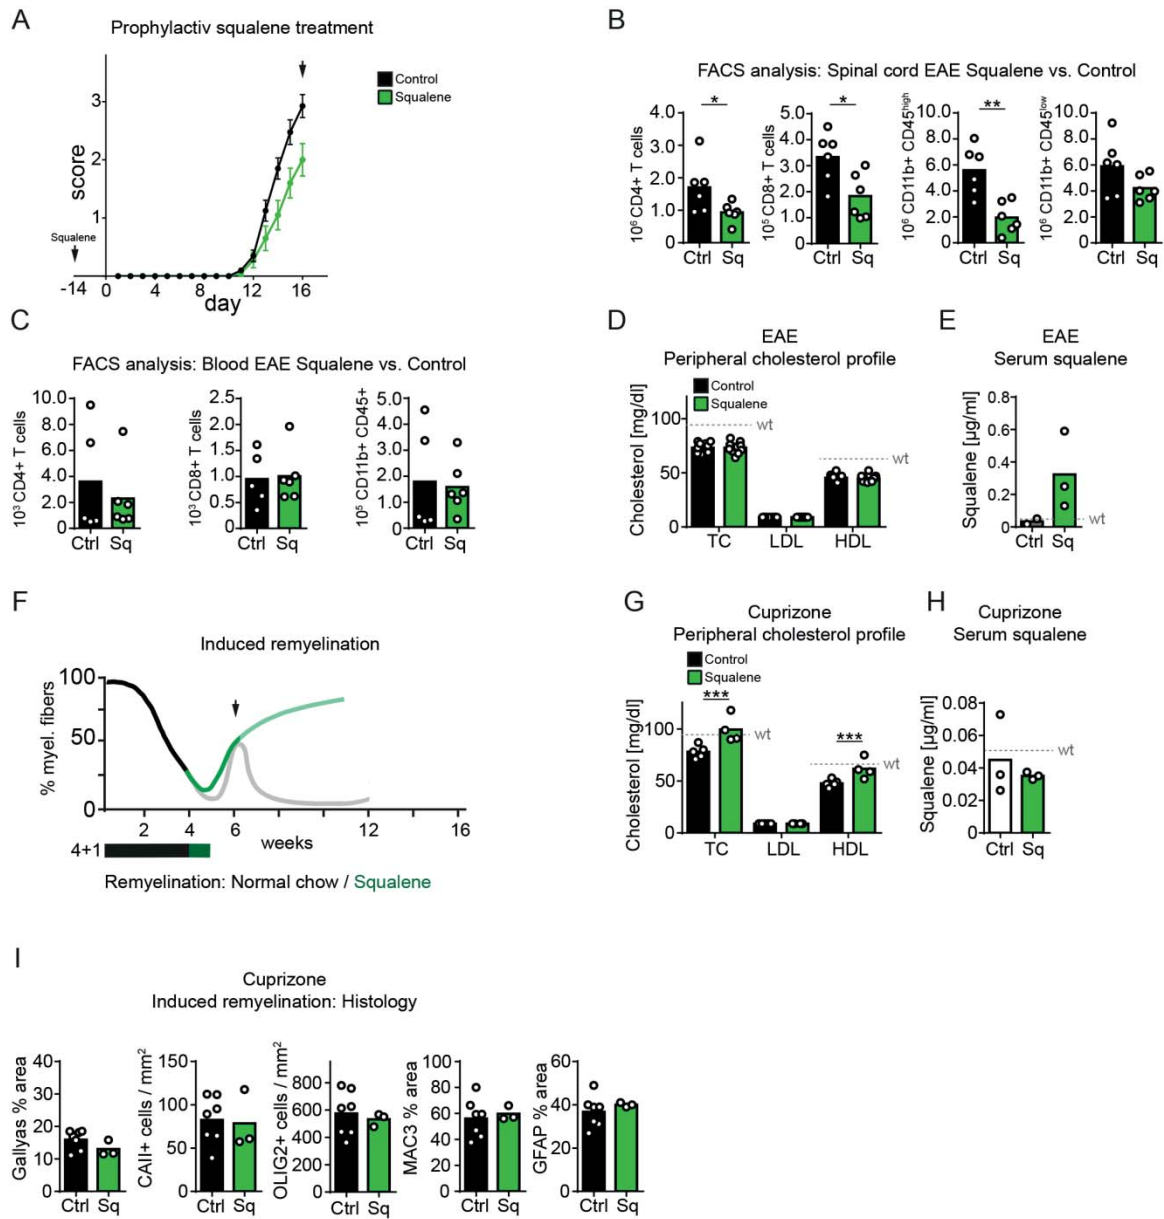 A
Prophylactiv squalene treatment
Control
Squalene
score
3
2
1
Squalene
-14 0 4 8 12 16
day
B
FACS analysis: Spinal cord EAE Squalene vs. Control
10⁶ CD4+ T cells
4.0
3.0
2.0
1.0
0
*
Ctrl Sq
10⁵ CD8+ T cells
5.0
4.0
3.0
2.0
1.0
0
*
Ctrl Sq
10⁶ CD11b+ CD45ʰⁱᵍʰ
10.0
8.0
6.0
4.0
2.0
0
**
Ctrl Sq
10⁶ CD11b+ CD45ˡᵒʷ
10.0
8.0
6.0
4.0
2.0
0
Ctrl Sq
C
FACS analysis: Blood EAE Squalene vs. Control
10³ CD4+ T cells
10.0
8.0
6.0
4.0
2.0
0
Ctrl Sq
10³ CD8+ T cells
2.5
2.0
1.5
1.0
0.5
0
Ctrl Sq
10⁵ CD11b+ CD45+
5.0
4.0
3.0
2.0
1.0
0
Ctrl Sq
D
EAE
Peripheral cholesterol profile
Control
Squalene
Cholesterol [mg/dl]
100
50
0
wt
wt
TC LDL HDL
E
EAE
Serum squalene
Squalene [µg/ml]
0.8
0.6
0.4
0.2
0
wt
Ctrl Sq
F
Induced remyelination
% myel. fibers
100
50
0
2 4 6 12 16
weeks
4+1
Remyelination: Normal chow / Squalene
G
Cuprizone
Peripheral cholesterol profile
Control
Squalene
Cholesterol [mg/dl]
100
50
0
***
wt
***
wt
TC LDL HDL
H
Cuprizone
Serum squalene
Squalene [µg/ml]
0.08
0.06
0.04
0.02
0
wt
Ctrl Sq
I
Cuprizone
Induced remyelination: Histology
Gallyas % area
40
30
20
10
0
Ctrl Sq
CAII+ cells / mm²
150
100
50
0
Ctrl Sq
OLIG2+ cells / mm²
800
600
400
200
0
Ctrl Sq
MAC3 % area
100
80
60
40
20
0
Ctrl Sq
GFAP % area
60
40
20
0
Ctrl Sq